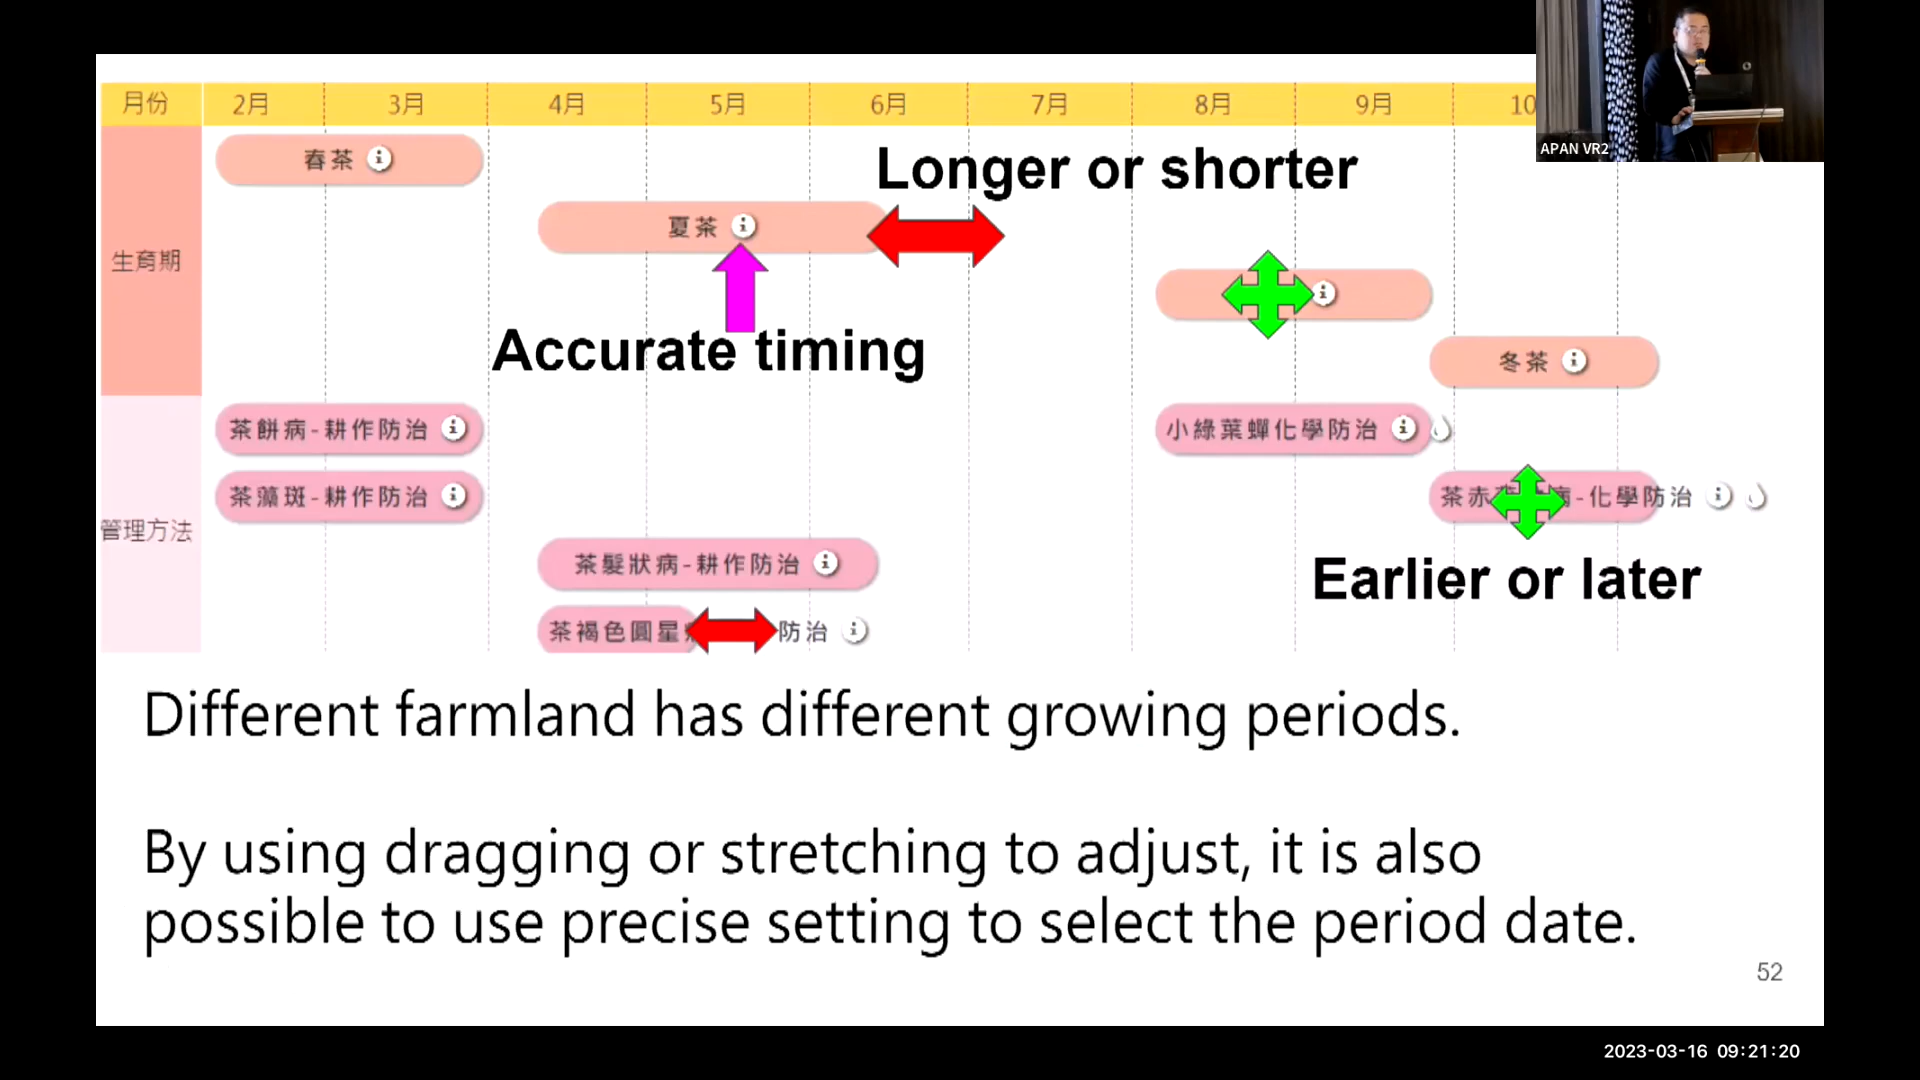 月份 2月 3月 4月 5月 6月 7月 8月 9月 10
APAN VR2
春茶
Longer or shorter
夏茶
生育期
Accurate timing
冬茶
茶餅病-耕作防治
小綠葉蟬化學防治
茶藻斑-耕作防治
茶赤 病-化學防治
管理方法
茶髮狀病-耕作防治
Earlier or later
茶褐色圓星 防治
Different farmland has different growing periods.
By using dragging or stretching to adjust, it is also
possible to use precise setting to select the period date.
52
2023-03-16 09:21:20